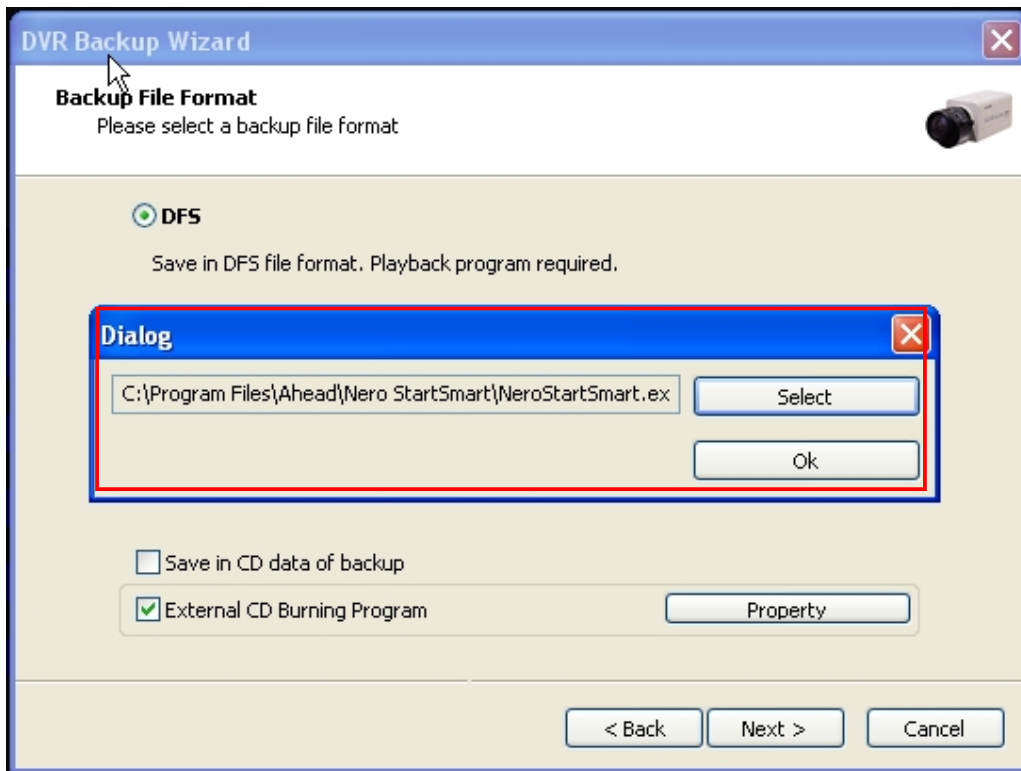 DVR Backup Wizard
Backup File Format
Please select a backup file format
DFS
Save in DFS file format. Playback program required.
Dialog
C:\Program Files\Ahead\Nero StartSmart\NeroStartSmart.ex
Select
Ok
Save in CD data of backup
External CD Burning Program
Property
< Back
Next >
Cancel